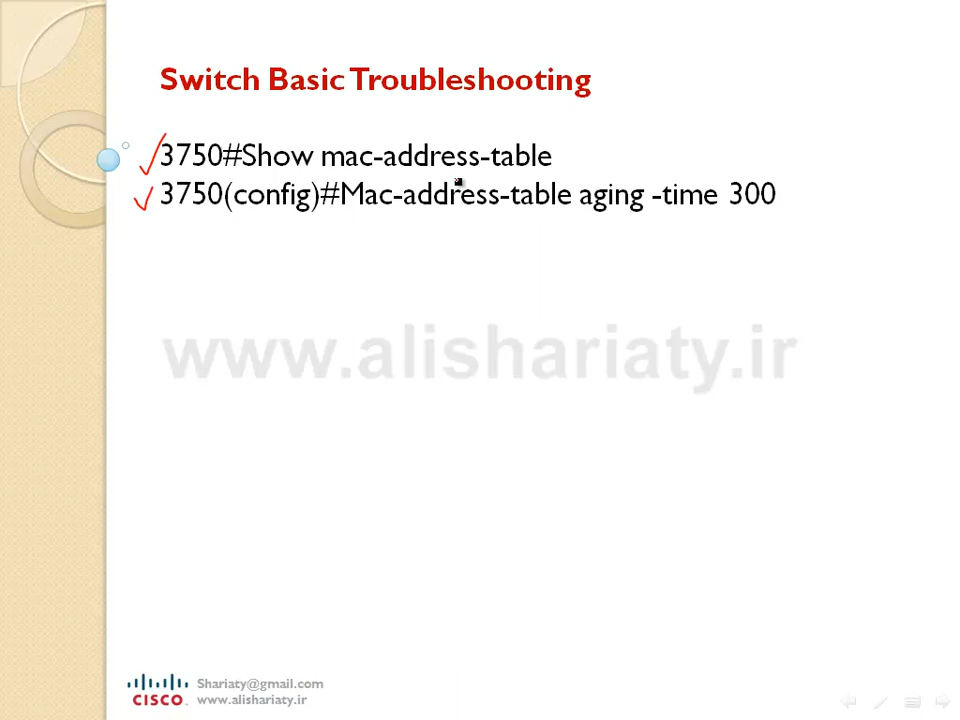 Switch Basic Troubleshooting
3750#Show mac-address-table
3750(config)#Mac-address-table aging -time 300
www.alishariaty.ir
Shariaty@gmail.com
CISCO
www.alishariaty.ir